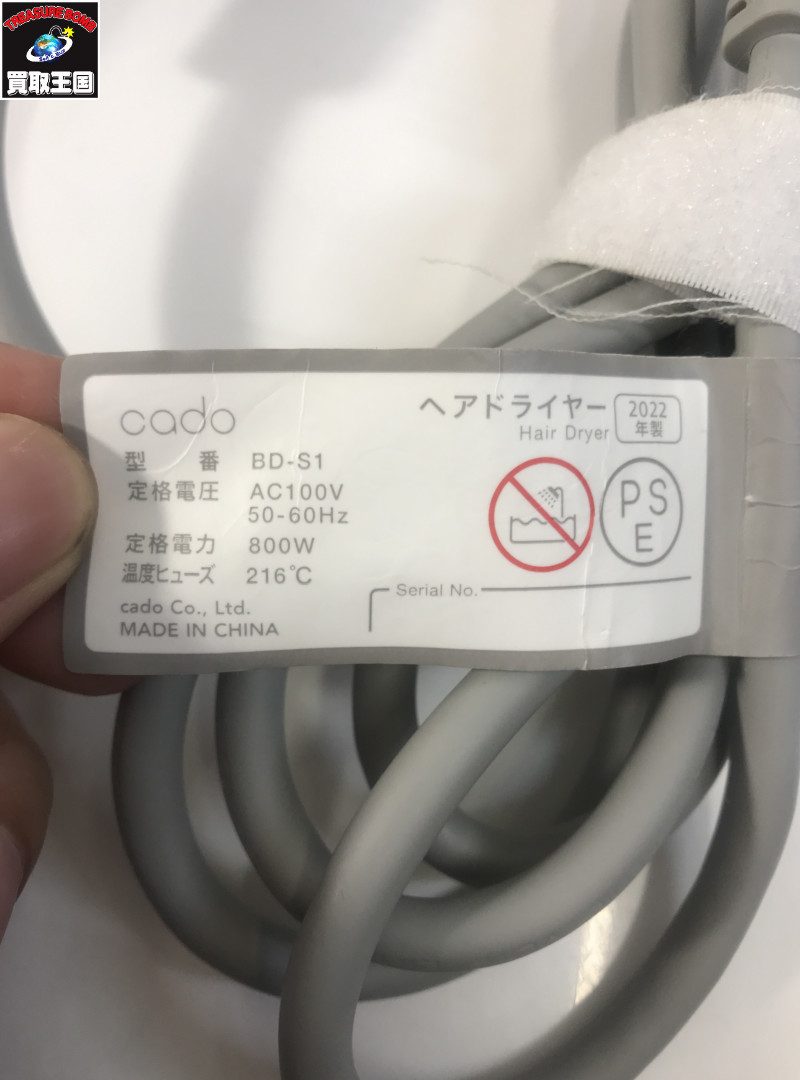 TREASURE BOMB
買取王国
cado
ヘアドライヤー
Hair Dryer
2022
年製
型 番 BD-S1
定格電圧 AC100V
50-60Hz
定格電力 800W
温度ヒューズ 216℃
PS
E
Serial No.
cado Co., Ltd.
MADE IN CHINA